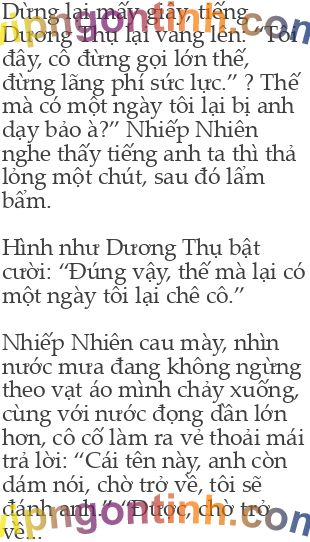 Dừng lại mấy giây, tiếng
Dương Thụ lại vang lên: “Tôi
đây, cô đừng gọi lớn thế,
đừng lãng phí sức lực.” ? Thế
mà có một ngày tôi lại bị anh
dạy bảo à?” Nhiếp Nhiên
nghe thấy tiếng anh ta thì thả
lỏng một chút, sau đó lẩm
bẩm.
Hình như Dương Thụ bật
cười: “Đúng vậy, thế mà lại có
một ngày tôi lại chê cô.”
Nhiếp Nhiên cau mày, nhìn
nước mưa đang không ngừng
theo vạt áo mình chảy xuống,
cùng với nước đọng dần lớn
hơn, cô cố làm ra vẻ thoải mái
trả lời: “Cái tên này, anh còn
dám nói, chờ trở về, tôi sẽ
đánh anh.” “Được, chờ trở
về...
vipngontinh.com
vipngontinh.com